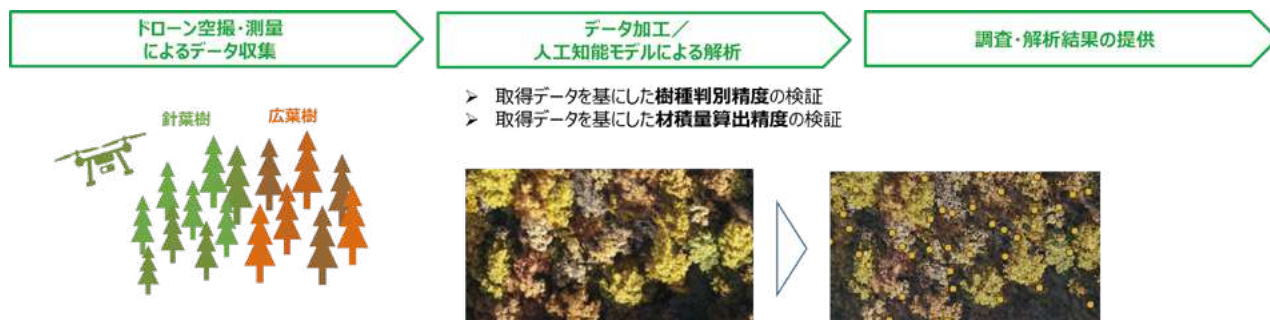 ドローン空撮・測量
によるデータ収集
データ加工／
人工知能モデルによる解析
調査・解析結果の提供
➢ 取得データを基にした樹種判別精度の検証
➢ 取得データを基にした材積量算出精度の検証
針葉樹
広葉樹